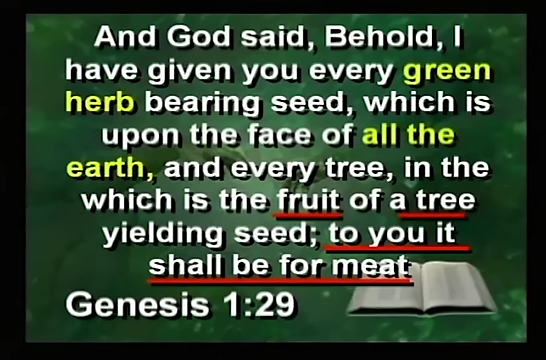 And God said, Behold, I
have given you every green
herb bearing seed, which is
upon the face of all the
earth, and every tree, in the
which is the fruit of a tree
yielding seed; to you it
shall be for meat
Genesis 1:29